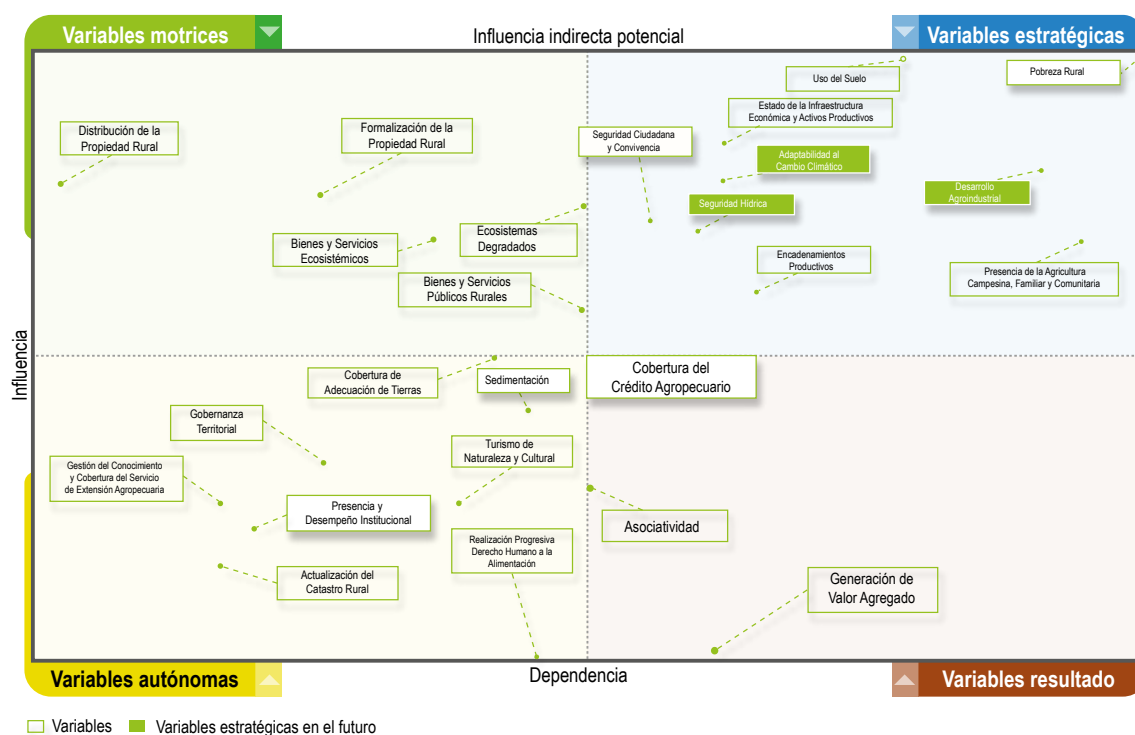 Variables motrices
Influencia indirecta potencial
Variables estratégicas
Uso del Suelo
Pobreza Rural
Estado de la Infraestructura
Económica y Activos Productivos
Distribución de la
Propiedad Rural
Formalización de la
Propiedad Rural
Seguridad Ciudadana
y Convivencia
Adaptabilidad al
Cambio Climático
Desarrollo
Agroindustrial
Seguridad Hídrica
Ecosistemas
Degradados
Bienes y Servicios
Ecosistémicos
Encadenamientos
Productivos
Presencia de la Agricultura
Campesina, Familiar y Comunitaria
Bienes y Servicios
Públicos Rurales
Influencia
Cobertura de
Adecuación de Tierras
Sedimentación
Cobertura del
Crédito Agropecuario
Gobernanza
Territorial
Turismo de
Naturaleza y Cultural
Gestión del Conocimiento
y Cobertura del Servicio
de Extensión Agropecuaria
Presencia y
Desempeño Institucional
Asociatividad
Realización Progresiva
Derecho Humano a la
Alimentación
Actualización del
Catastro Rural
Generación de
Valor Agregado
Variables autónomas
Dependencia
Variables resultado
Variables
Variables estratégicas en el futuro